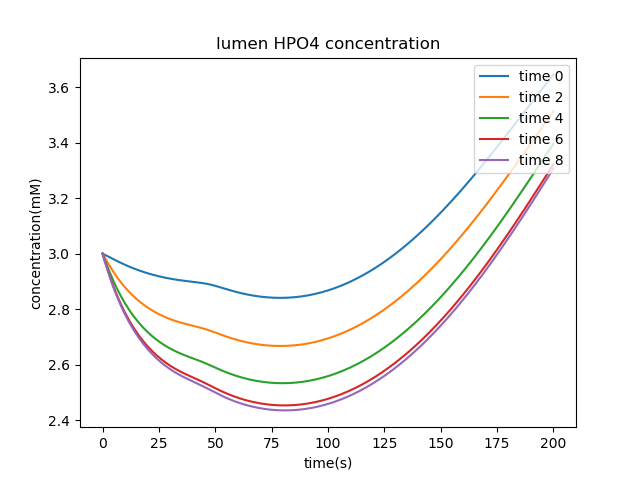 lumen HPO4 concentration
time 0
time 2
time 4
time 6
time 8
3.6
3.4
3.2
3.0
2.8
2.6
2.4
concentration(mM)
0 25 50 75 100 125 150 175 200
time(s)